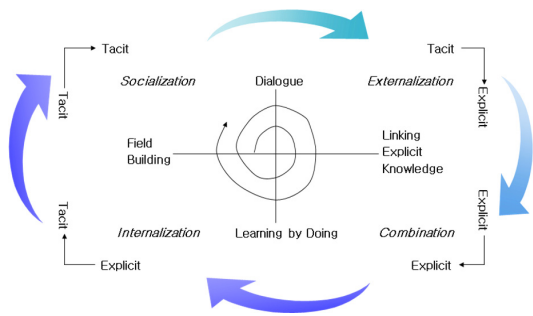 Tacit
Tacit
Socialization
Dialogue
Tacit
Explicit
Externalization
Field
Building
Linking
Explicit
Knowledge
Tacit
Explicit
Internalization
Learning by Doing
Explicit
Explicit
Combination